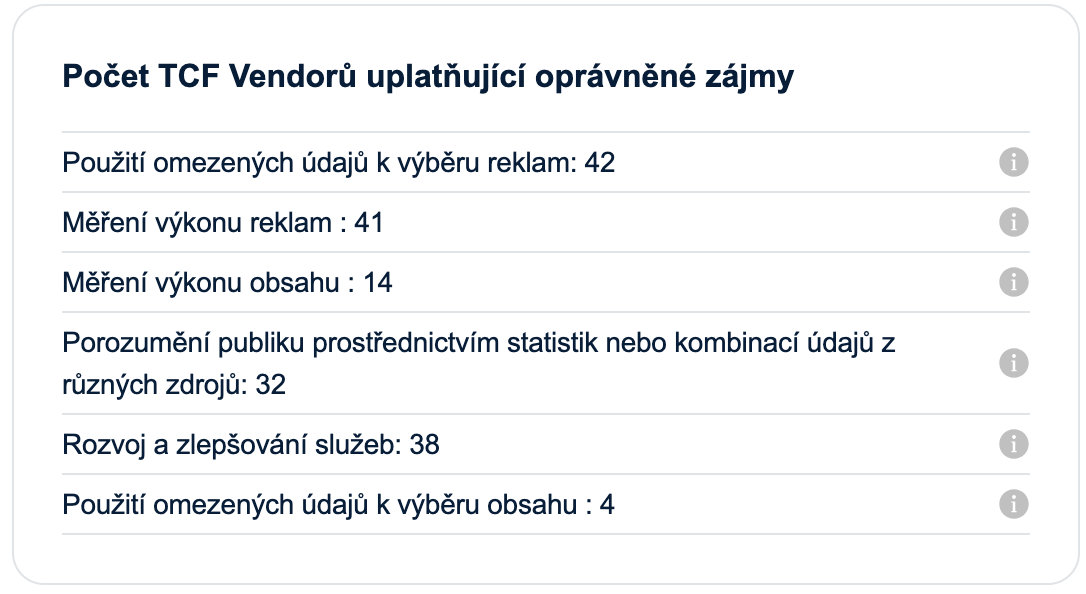 Počet TCF Vendorů uplatňující oprávněné zájmy
Použití omezených údajů k výběru reklam: 42
Měření výkonu reklam : 41
Měření výkonu obsahu : 14
Porozumění publiku prostřednictvím statistik nebo kombinací údajů z
různých zdrojů: 32
Rozvoj a zlepšování služeb: 38
Použití omezených údajů k výběru obsahu : 4